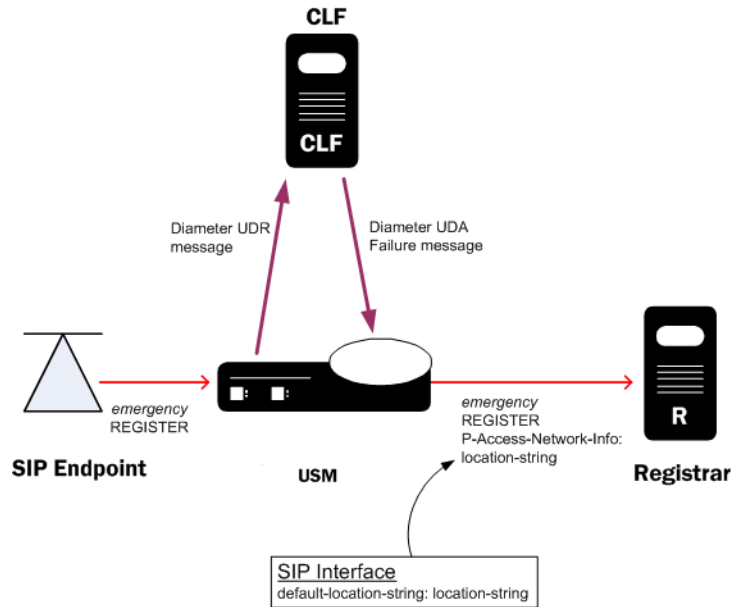 CLF
CLF
Diameter UDR
message
Diameter UDA
Failure message
emergency
REGISTER
emergency
REGISTER
P-Access-Network-Info:
location-string
R
SIP Endpoint
USM
Registrar
SIP Interface
default-location-string: location-string